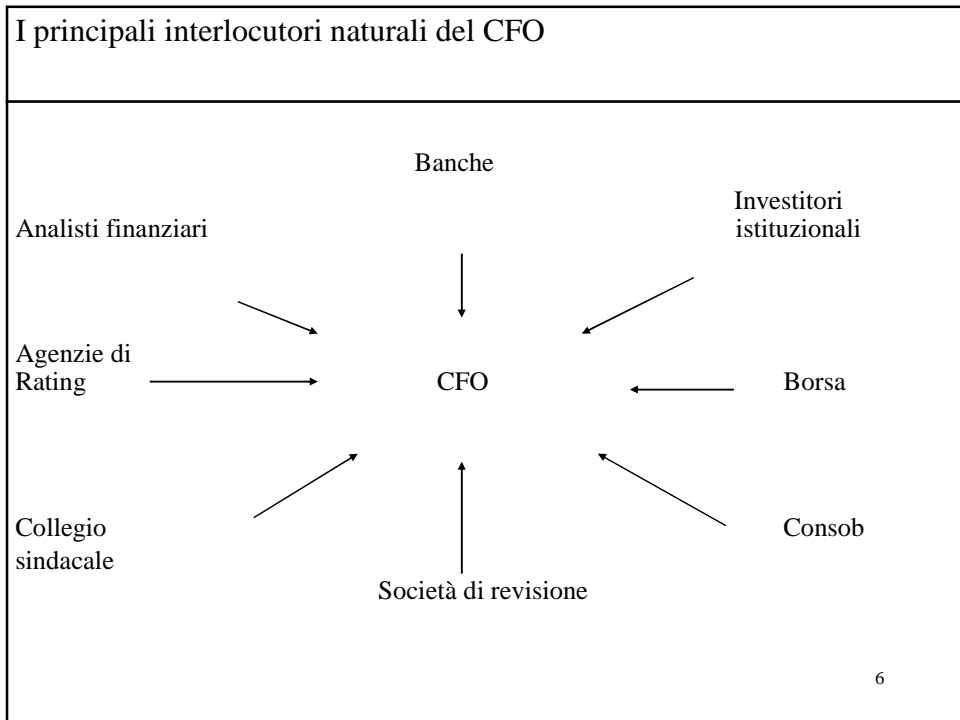 I principali interlocutori naturali del CFO
Banche
Analisti finanziari
Investitori
istituzionali
Agenzie di
Rating
CFO
Borsa
Collegio
sindacale
Consob
Società di revisione
6